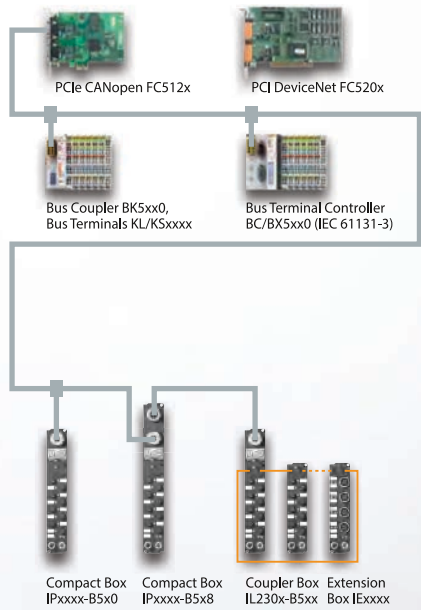 PCIe CANopen FC512x
PCI DeviceNet FC520x
Bus Coupler BK5xx0,
Bus Terminals KL/KSxxxx
Bus Terminal Controller
BC/BX5xx0 (IEC 61131-3)
Compact Box
IPxxxx-B5x0
Compact Box
IPxxxx-B5x8
Coupler Box
IL230x-B5xx
Extension
Box IExxxx